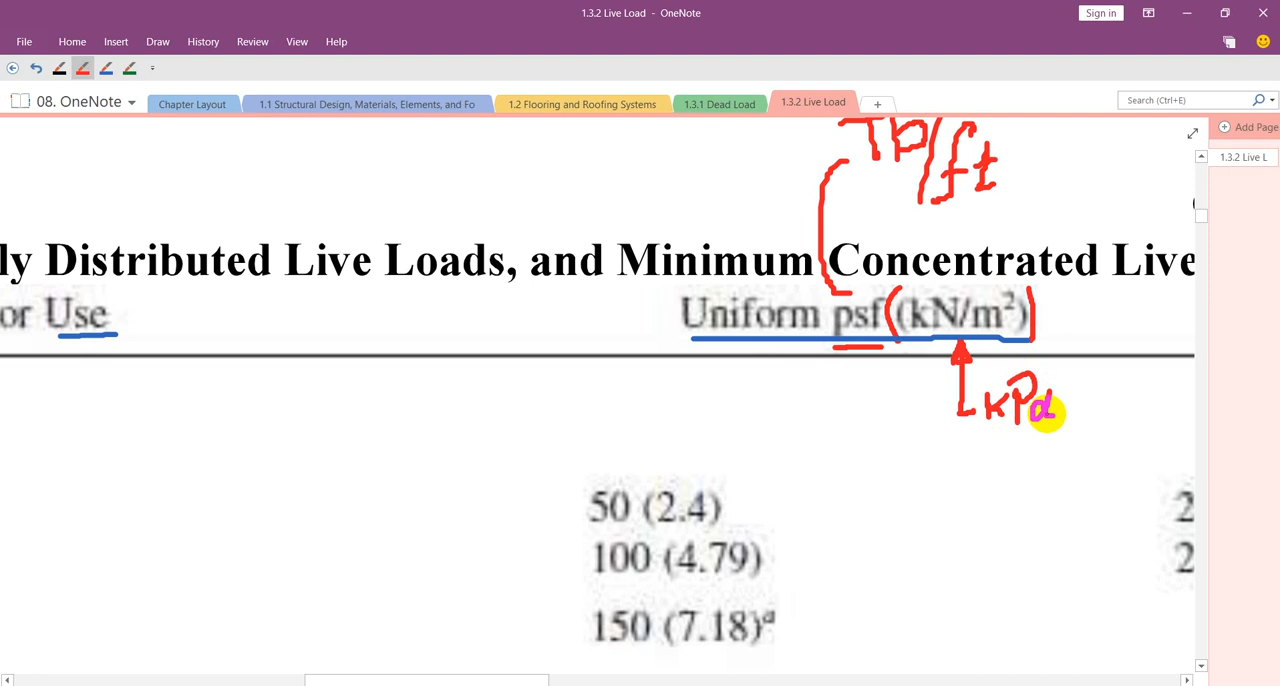 1.3.2 Live Load - OneNote
Sign in
File Home Insert Draw History Review View Help
08. OneNote
Chapter Layout
1.1 Structural Design, Materials, Elements, and Fo
1.2 Flooring and Roofing Systems
1.3.1 Dead Load
1.3.2 Live Load
Search (Ctrl+E)
Add Page
1.3.2 Live L
/ft
ly Distributed Live Loads, and Minimum Concentrated Live
or Use
Uniform psf (kN/m²)
kPa
50 (2.4)
2
100 (4.79)
2
150 (7.18)ᵃ